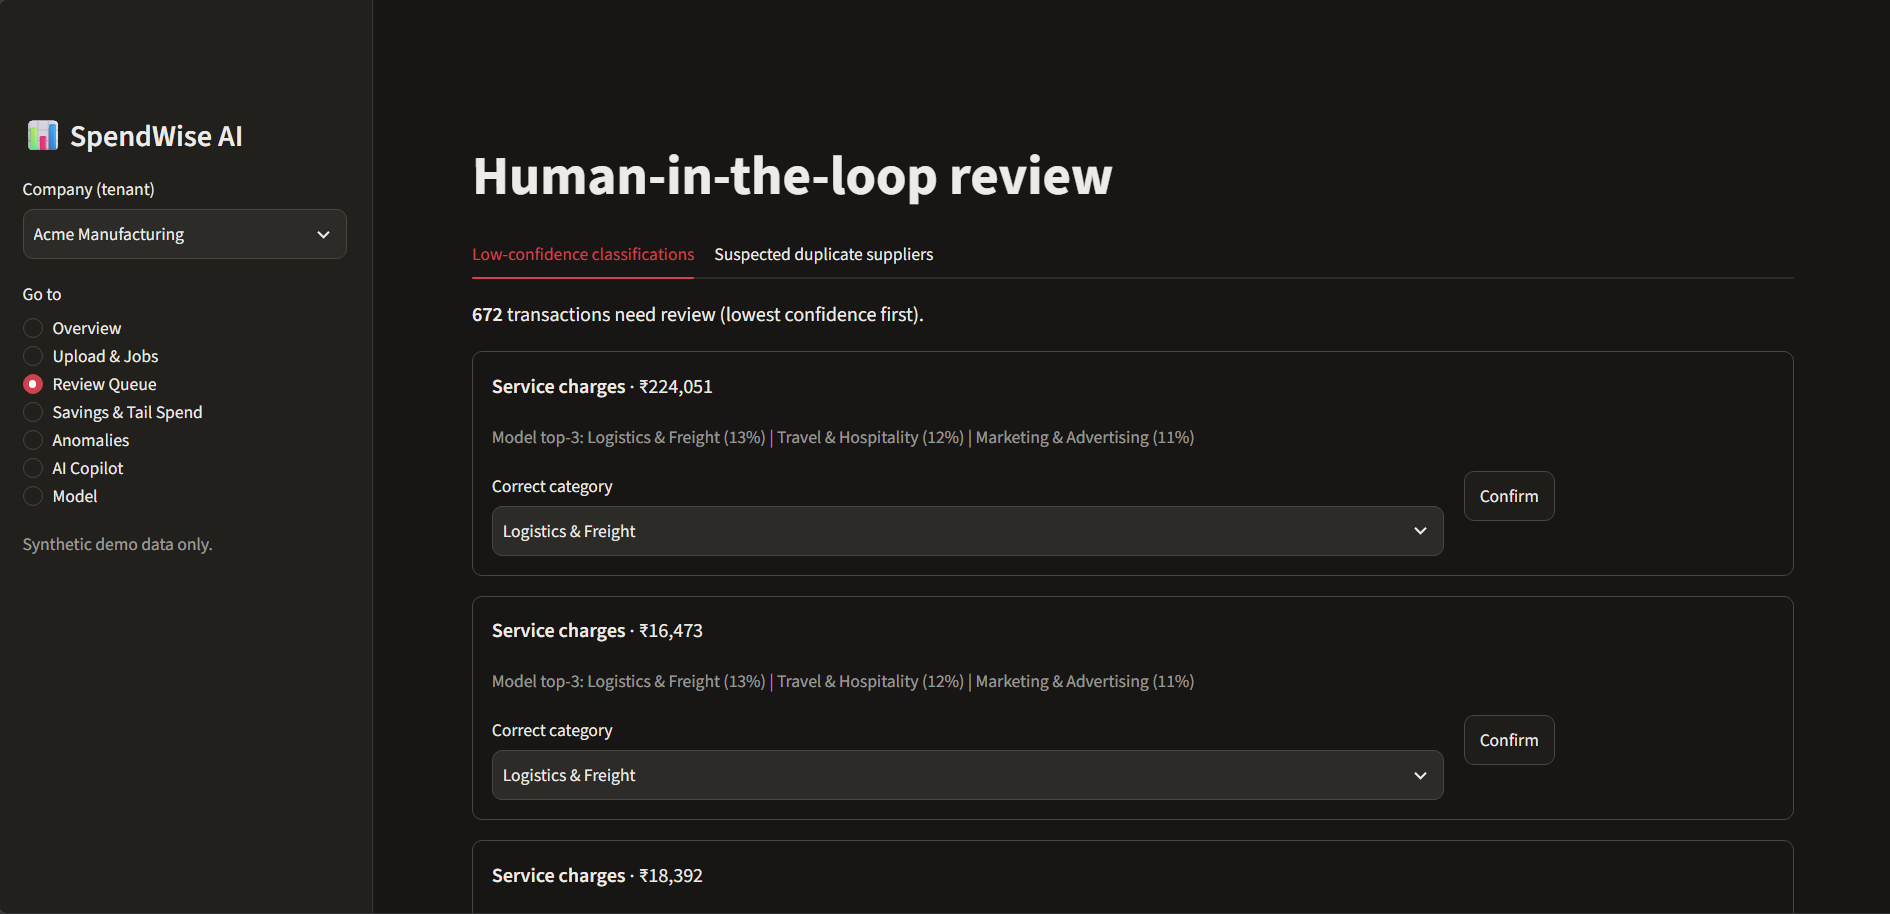 SpendWise AI
Company (tenant)
Acme Manufacturing
Go to
Overview
Upload & Jobs
Review Queue
Savings & Tail Spend
Anomalies
AI Copilot
Model
Synthetic demo data only.
Human-in-the-loop review
Low-confidence classifications Suspected duplicate suppliers
672 transactions need review (lowest confidence first).
Service charges · ₹224,051
Model top-3: Logistics & Freight (13%) | Travel & Hospitality (12%) | Marketing & Advertising (11%)
Correct category
Logistics & Freight
Confirm
Service charges · ₹16,473
Model top-3: Logistics & Freight (13%) | Travel & Hospitality (12%) | Marketing & Advertising (11%)
Correct category
Logistics & Freight
Confirm
Service charges · ₹18,392